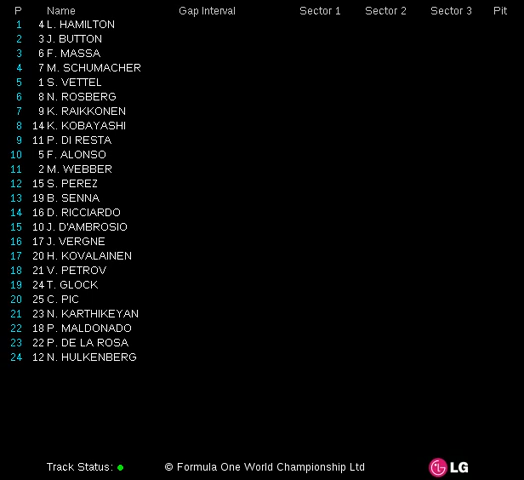 P Name Gap Interval Sector 1 Sector 2 Sector 3 Pit
1 4 L. HAMILTON
2 3 J. BUTTON
3 6 F. MASSA
4 7 M. SCHUMACHER
5 1 S. VETTEL
6 8 N. ROSBERG
7 9 K. RAIKKONEN
8 14 K. KOBAYASHI
9 11 P. DI RESTA
10 5 F. ALONSO
11 2 M. WEBBER
12 15 S. PEREZ
13 19 B. SENNA
14 16 D. RICCIARDO
15 10 J. D'AMBROSIO
16 17 J. VERGNE
17 20 H. KOVALAINEN
18 21 V. PETROV
19 24 T. GLOCK
20 25 C. PIC
21 23 N. KARTHIKEYAN
22 18 P. MALDONADO
23 22 P. DE LA ROSA
24 12 N. HULKENBERG
Track Status: © Formula One World Championship Ltd LG